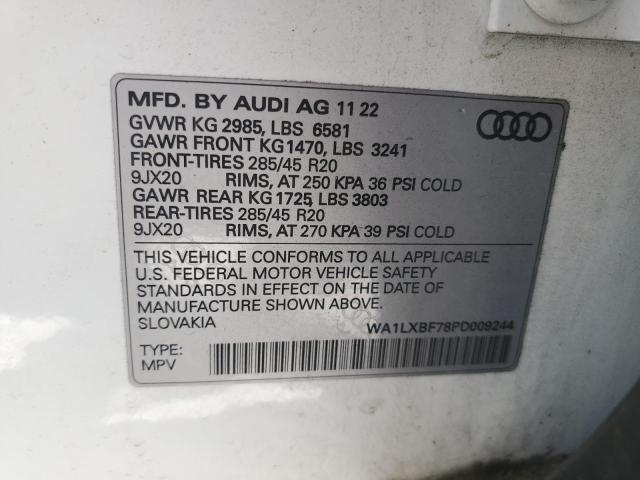 MFD. BY AUDI AG 11 22
GVWR KG 2985, LBS 6581
GAWR FRONT KG1470, LBS 3241
FRONT-TIRES 285/45 R20
9JX20 RIMS, AT 250 KPA 36 PSI COLD
GAWR REAR KG 1725, LBS 3803
REAR-TIRES 285/45 R20
9JX20 RIMS, AT 270 KPA 39 PSI COLD
THIS VEHICLE CONFORMS TO ALL APPLICABLE
U.S. FEDERAL MOTOR VEHICLE SAFETY
STANDARDS IN EFFECT ON THE DATE OF
MANUFACTURE SHOWN ABOVE.
SLOVAKIA WA1LXBF78PD009244
TYPE:
MPV